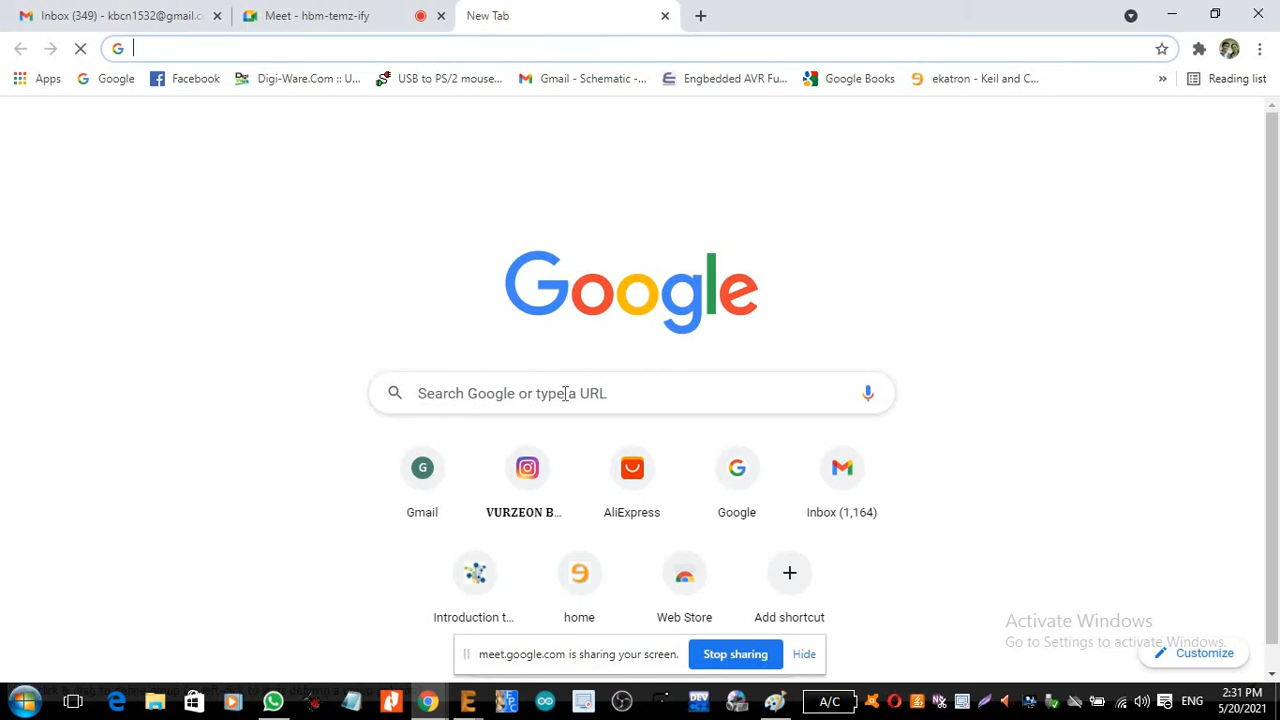 Inbox (349) - kbcn1532@gmail.c
Meet - hbm-temz-ify
New Tab
Apps
Google
Facebook
Digi-Ware.Com :: U...
USB to PS/2 mouse...
Gmail - Schematic -...
Engbedded AVR Fu...
Google Books
ekatron - Keil and C...
»
Reading list
Google
Search Google or type a URL
G
Gmail
VURZEON B...
AliExpress
Google
Inbox (1,164)
Introduction t...
home
Web Store
Add shortcut
Activate Windows
Go to Settings to activate Windows.
meet.google.com is sharing your screen.
Stop sharing
Hide
Customize
A/C
ENG
2:31 PM
5/20/2021